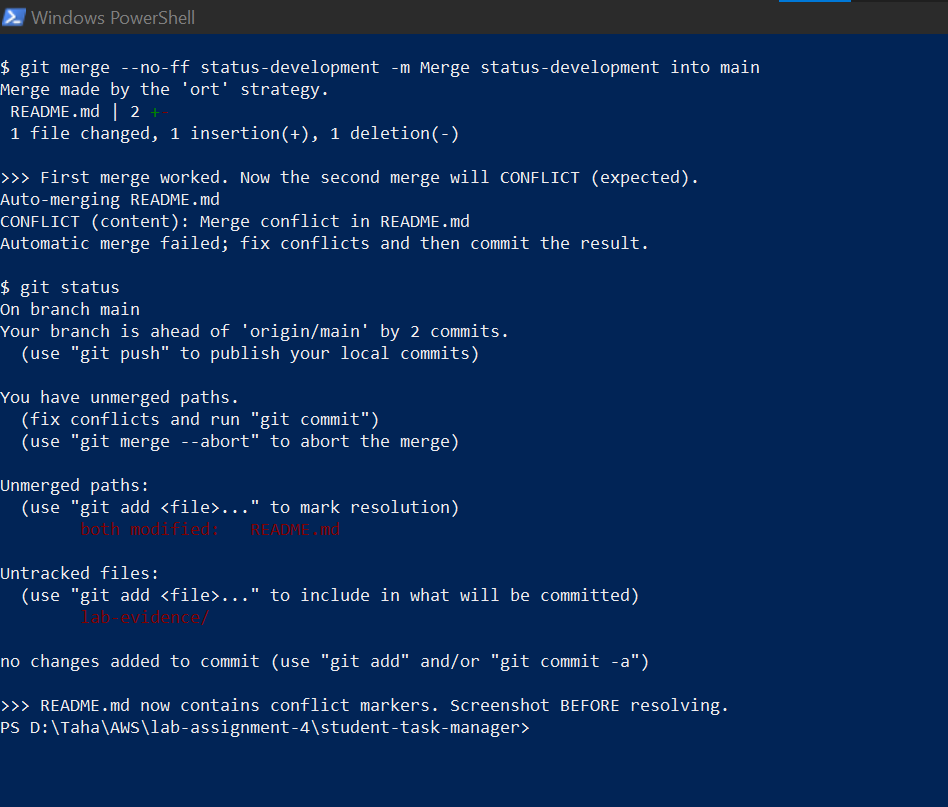 Windows PowerShell
$ git merge --no-ff status-development -m Merge status-development into main
Merge made by the 'ort' strategy.
 README.md | 2 +-
 1 file changed, 1 insertion(+), 1 deletion(-)

>>> First merge worked. Now the second merge will CONFLICT (expected).
Auto-merging README.md
CONFLICT (content): Merge conflict in README.md
Automatic merge failed; fix conflicts and then commit the result.

$ git status
On branch main
Your branch is ahead of 'origin/main' by 2 commits.
  (use "git push" to publish your local commits)

You have unmerged paths.
  (fix conflicts and run "git commit")
  (use "git merge --abort" to abort the merge)

Unmerged paths:
  (use "git add <file>..." to mark resolution)
        both modified:   README.md

Untracked files:
  (use "git add <file>..." to include in what will be committed)
        lab-evidence/

no changes added to commit (use "git add" and/or "git commit -a")

>>> README.md now contains conflict markers. Screenshot BEFORE resolving.
PS D:\Taha\AWS\lab-assignment-4\student-task-manager>